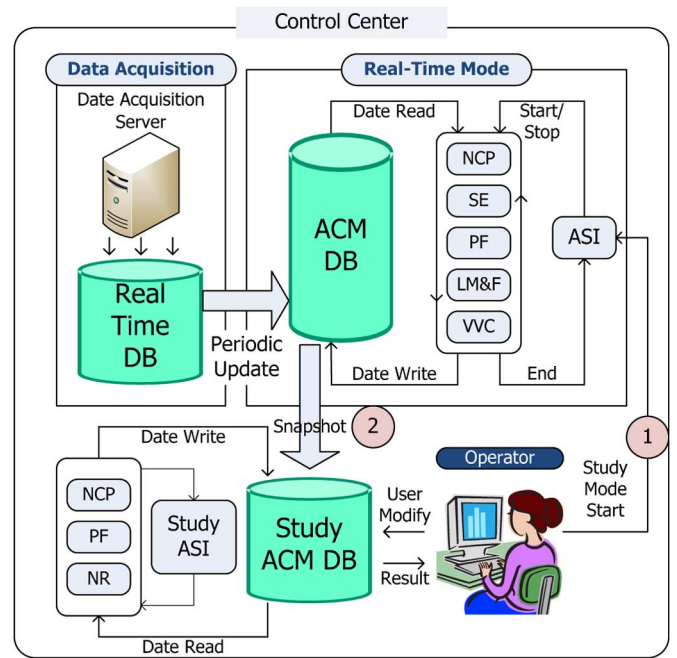 Control Center
Data Acquisition
Real-Time Mode
Date Acquisition
Server
Date Read
Start/
Stop
NCP
SE
PF
LM&F
VVC
ACM
DB
ASI
Real
Time
DB
Periodic
Update
Date Write
End
Snapshot
2
1
Date Write
Operator
NCP
PF
NR
Study
ASI
Study
ACM DB
User
Modify
Result
Study
Mode
Start
Date Read